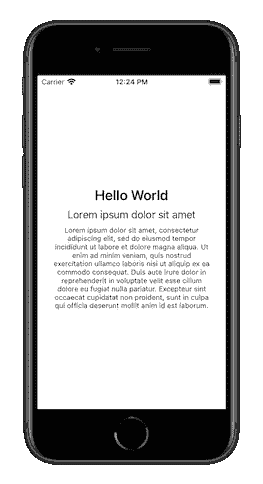 Carrier 12:24 PM
Hello World
Lorem ipsum dolor sit amet
Lorem ipsum dolor sit amet, consectetur
adipiscing elit, sed do eiusmod tempor
incididunt ut labore et dolore magna aliqua. Ut
enim ad minim veniam, quis nostrud
exercitation ullamco laboris nisi ut aliquip ex ea
commodo consequat. Duis aute irure dolor in
reprehenderit in voluptate velit esse cillum
dolore eu fugiat nulla pariatur. Excepteur sint
occaecat cupidatat non proident, sunt in culpa
qui officia deserunt mollit anim id est laborum.